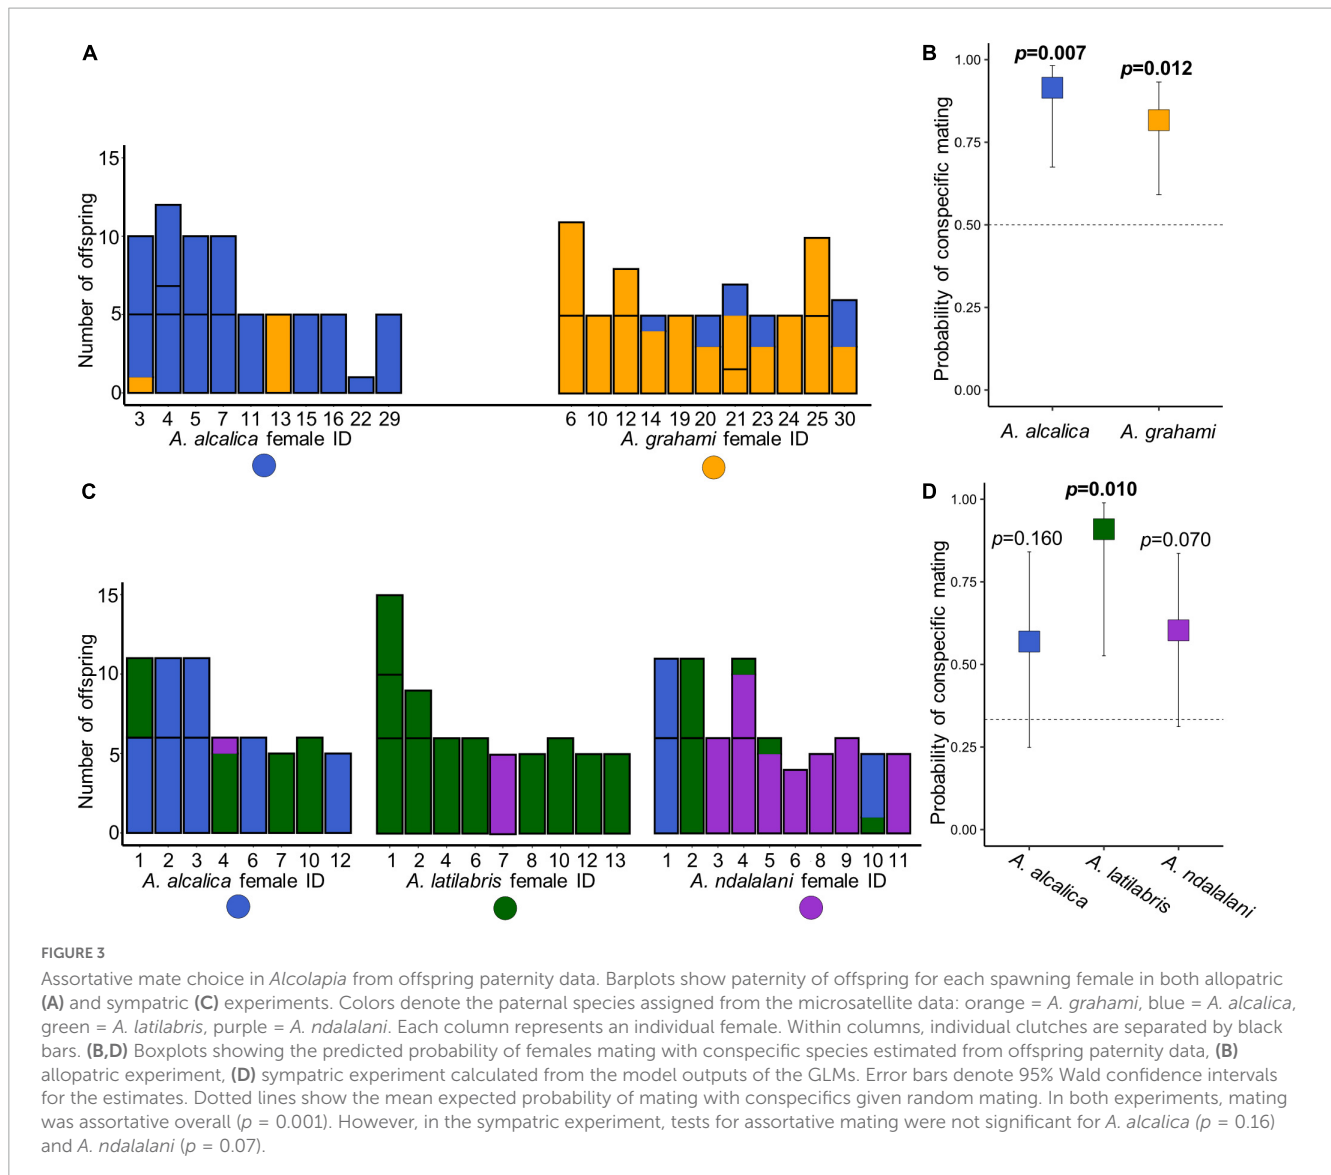 A
Number of offspring
15
10
5
0
3 4 5 7 11 13 15 16 22 29
A. alcalica female ID
6 10 12 14 19 20 21 23 24 25 30
A. grahami female ID
B
Probability of conspecific mating
1.00
0.75
0.50
0.25
0.00
p=0.007
p=0.012
A. alcalica
A. grahami
C
Number of offspring
15
10
5
0
1 2 3 4 6 7 10 12
A. alcalica female ID
1 2 4 6 7 8 10 12 13
A. latilabris female ID
1 2 3 4 5 6 8 9 10 11
A. ndalalani female ID
D
Probability of conspecific mating
1.00
0.75
0.50
0.25
0.00
p=0.160
p=0.010
p=0.070
A. alcalica
A. latilabris
A. ndalalani
FIGURE 3
Assortative mate choice in Alcolapia from offspring paternity data. Barplots show paternity of offspring for each spawning female in both allopatric
(A) and sympatric (C) experiments. Colors denote the paternal species assigned from the microsatellite data: orange = A. grahami, blue = A. alcalica,
green = A. latilabris, purple = A. ndalalani. Each column represents an individual female. Within columns, individual clutches are separated by black
bars. (B,D) Boxplots showing the predicted probability of females mating with conspecific species estimated from offspring paternity data, (B)
allopatric experiment, (D) sympatric experiment calculated from the model outputs of the GLMs. Error bars denote 95% Wald confidence intervals
for the estimates. Dotted lines show the mean expected probability of mating with conspecifics given random mating. In both experiments, mating
was assortative overall (p = 0.001). However, in the sympatric experiment, tests for assortative mating were not significant for A. alcalica (p = 0.16)
and A. ndalalani (p = 0.07).